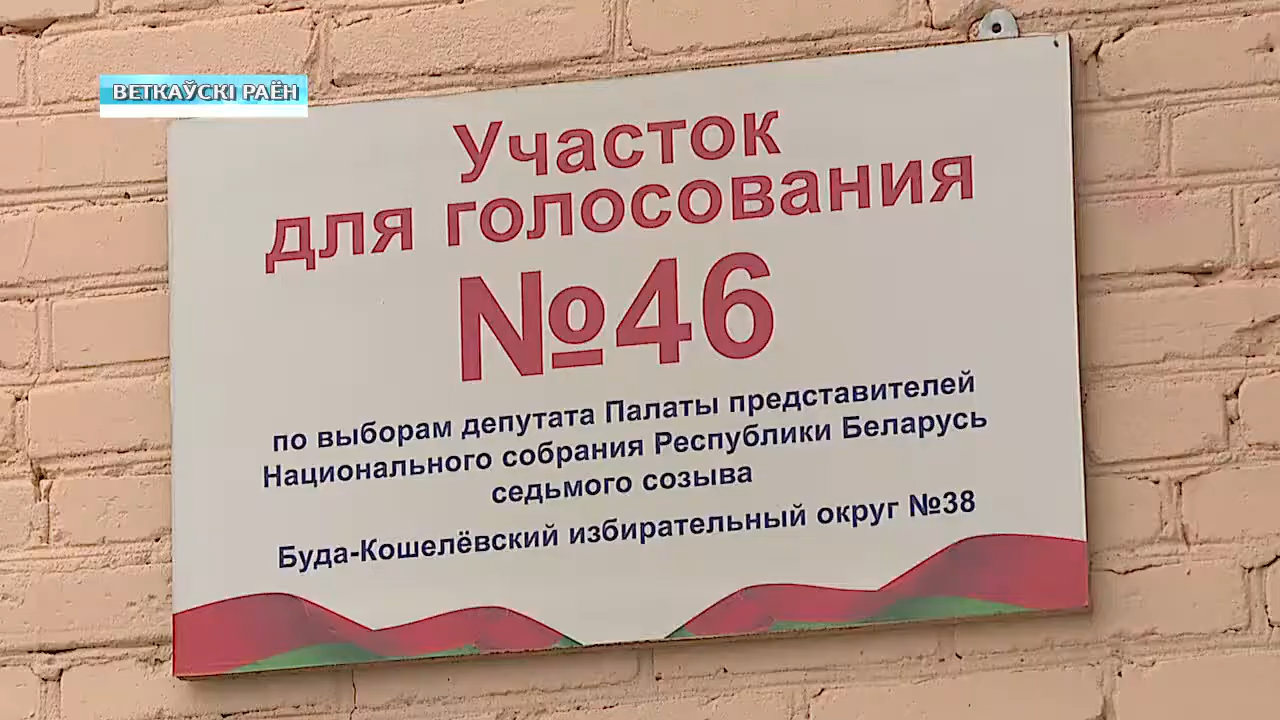 ВЕТКАЎСКІ РАЁН
Участок
для голосования
№46
по выборам депутата Палаты представителей
Национального собрания Республики Беларусь
седьмого созыва
Буда-Кошелёвский избирательный округ №38